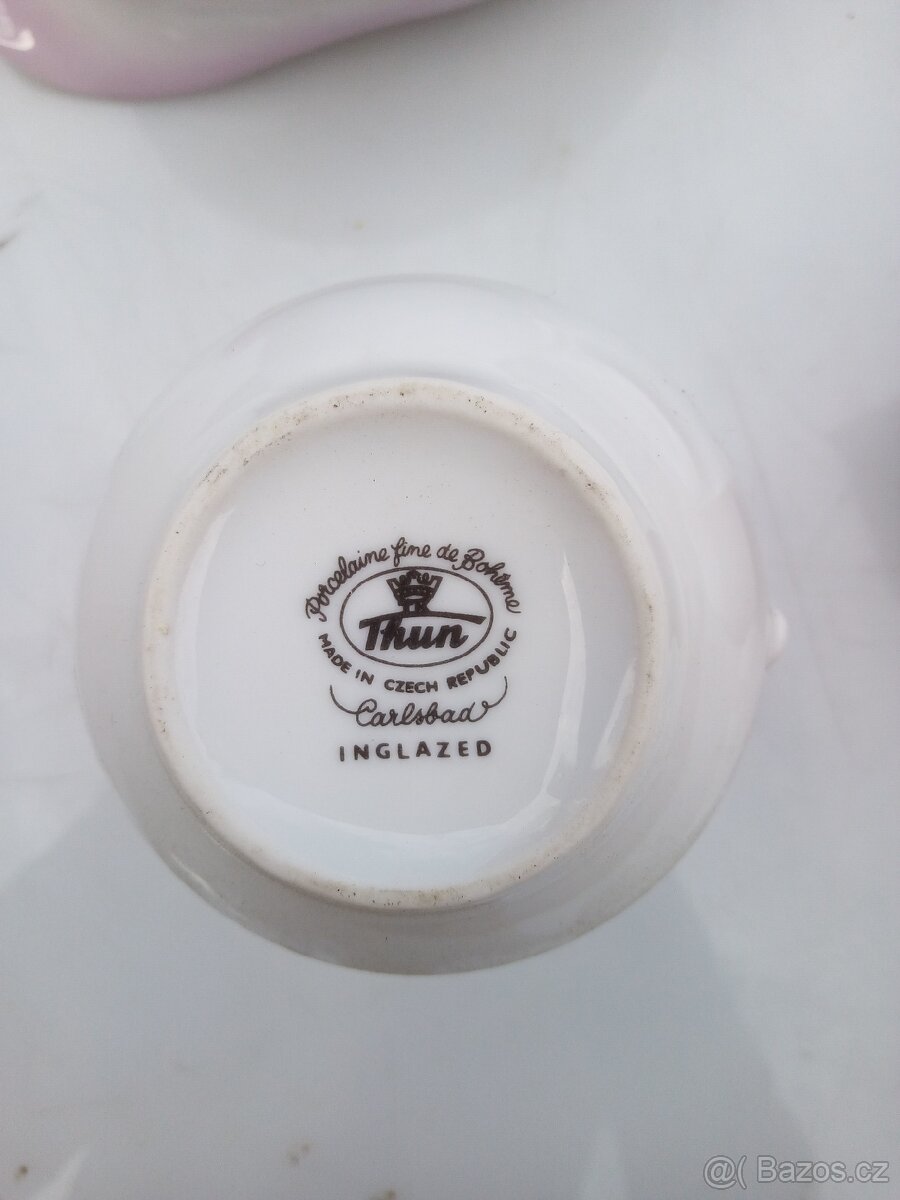 Porcelaine fine de Bohême
Thun
MADE IN CZECH REPUBLIC
Carlsbad
INGLAZED
@( Bazos.cz